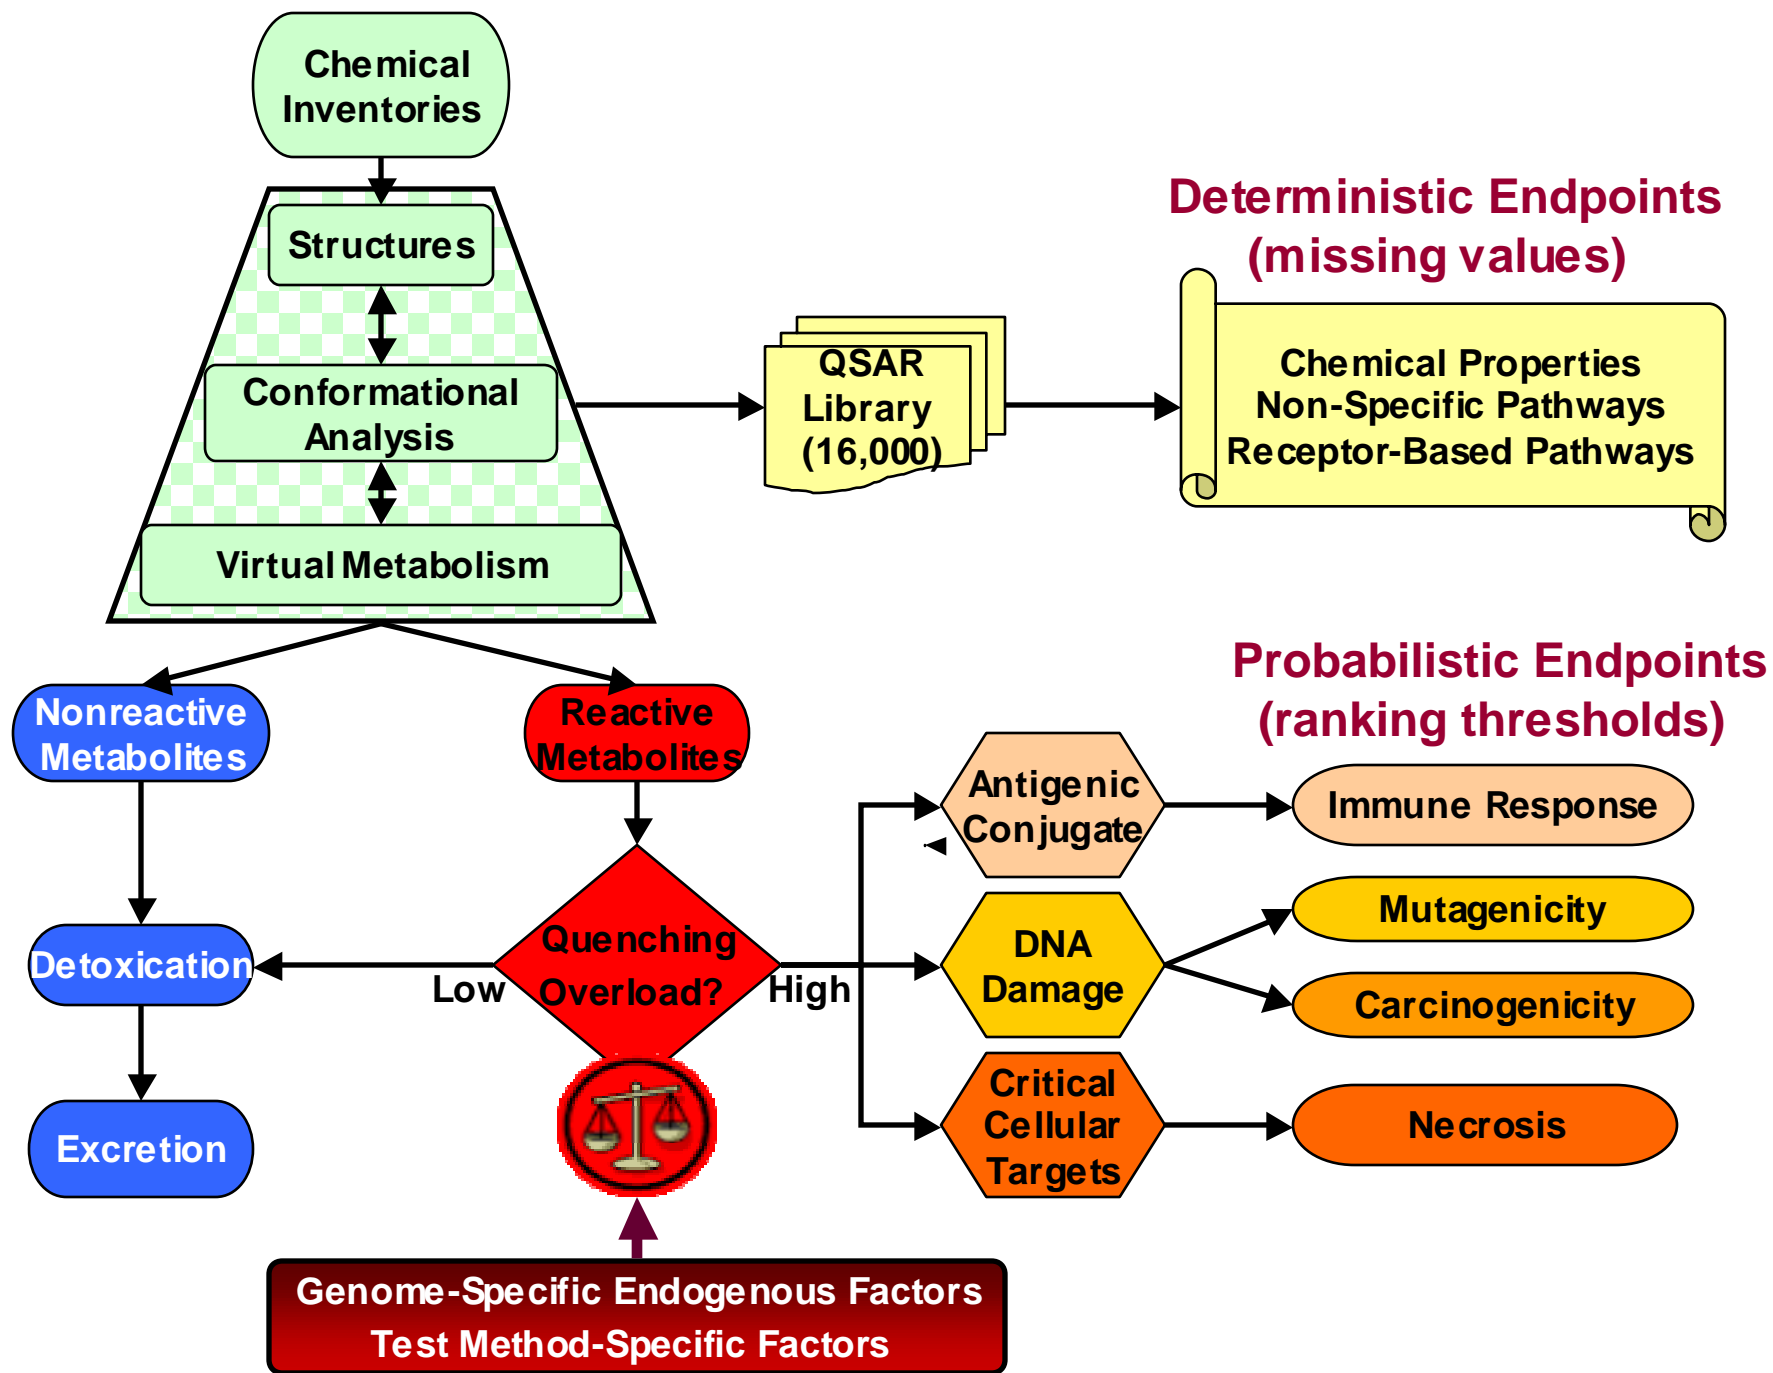 Chemical
Inventories
Structures
Conformational
Analysis
Virtual Metabolism
QSAR
Library
(16,000)
Deterministic Endpoints
(missing values)
Chemical Properties
Non-Specific Pathways
Receptor-Based Pathways
Nonreactive
Metabolites
Reactive
Metabolites
Detoxication
Excretion
Quenching
Overload?
Low
High
Probabilistic Endpoints
(ranking thresholds)
Antigenic
Conjugate
Immune Response
DNA
Damage
Mutagenicity
Carcinogenicity
Critical
Cellular
Targets
Necrosis
Genome-Specific Endogenous Factors
Test Method-Specific Factors